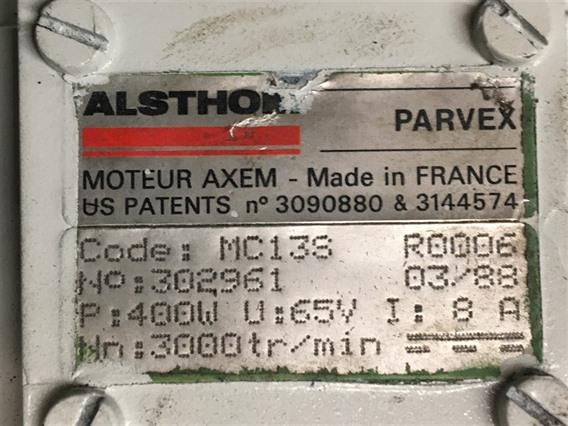 ALSTHOM
PARVEX
MOTEUR AXEM - Made in FRANCE
US PATENTS nº 3090880 & 3144574
Code: MC13S R0006
No:302961 03/88
P:400W U:65V I: 8 A
Nn:3000tr/min